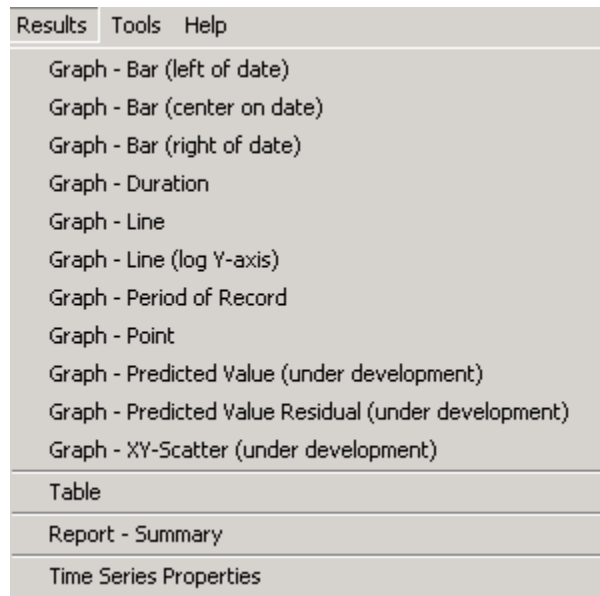 Results Tools Help
Graph - Bar (left of date)
Graph - Bar (center on date)
Graph - Bar (right of date)
Graph - Duration
Graph - Line
Graph - Line (log Y-axis)
Graph - Period of Record
Graph - Point
Graph - Predicted Value (under development)
Graph - Predicted Value Residual (under development)
Graph - XY-Scatter (under development)
Table
Report - Summary
Time Series Properties